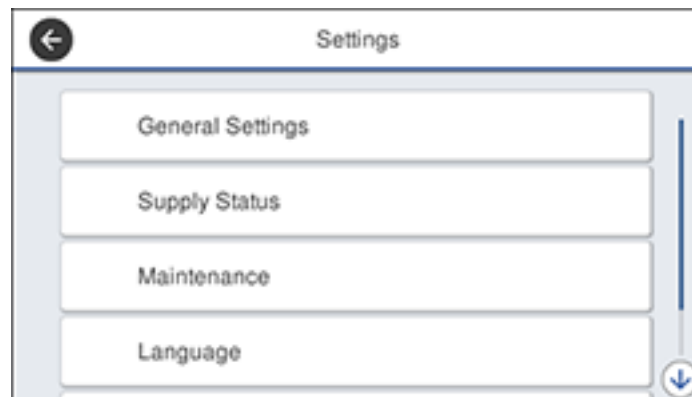 Settings
General Settings
Supply Status
Maintenance
Language